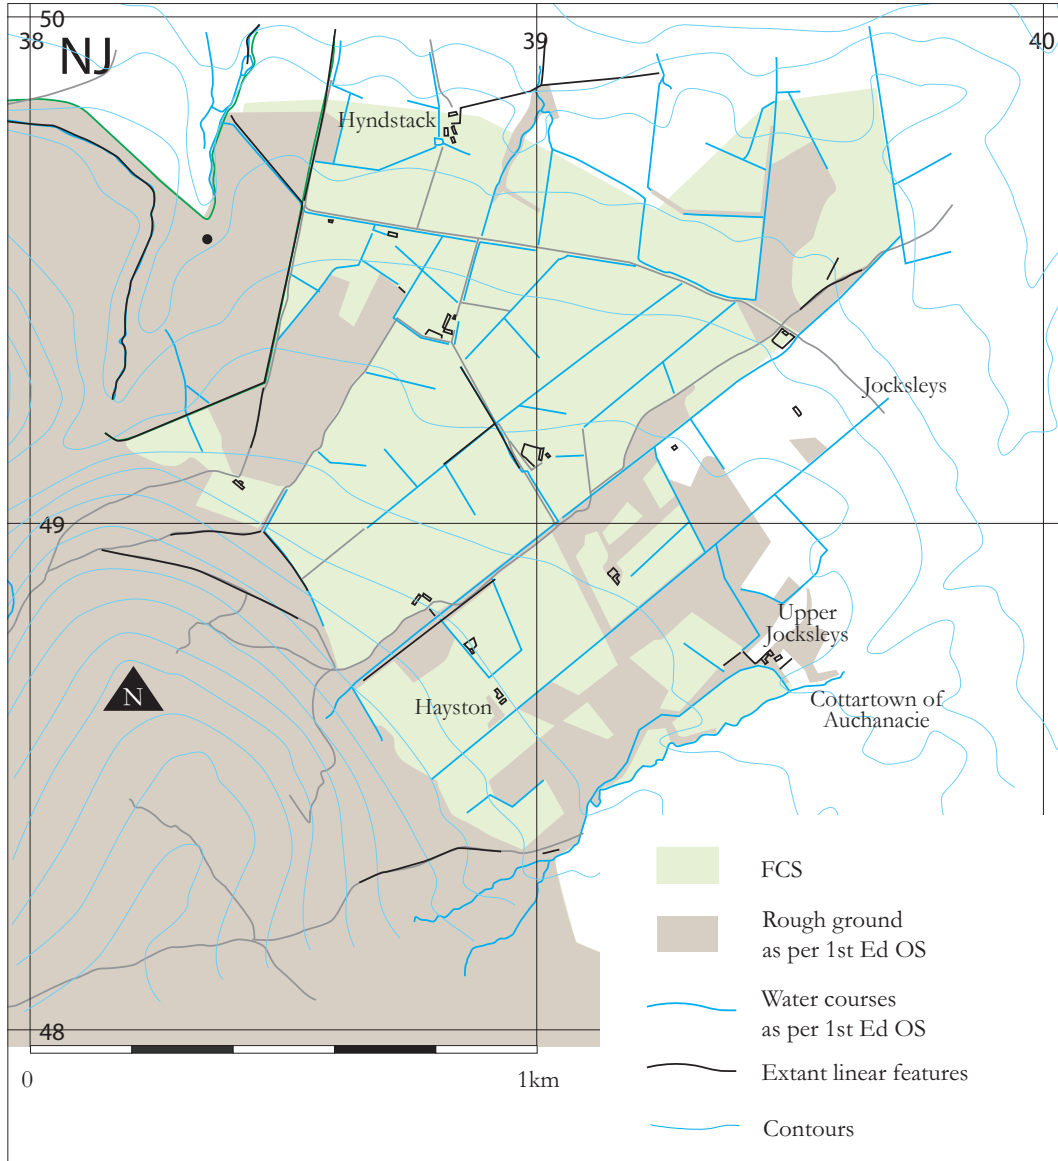 50
38
39
40
NJ
Hyndstack
Jocksleys
49
Upper
Jocksleys
N
Hayston
Cottartown of
Auchanacie
FCS
Rough ground
as per 1st Ed OS
Water courses
as per 1st Ed OS
48
0
1km
Extant linear features
Contours